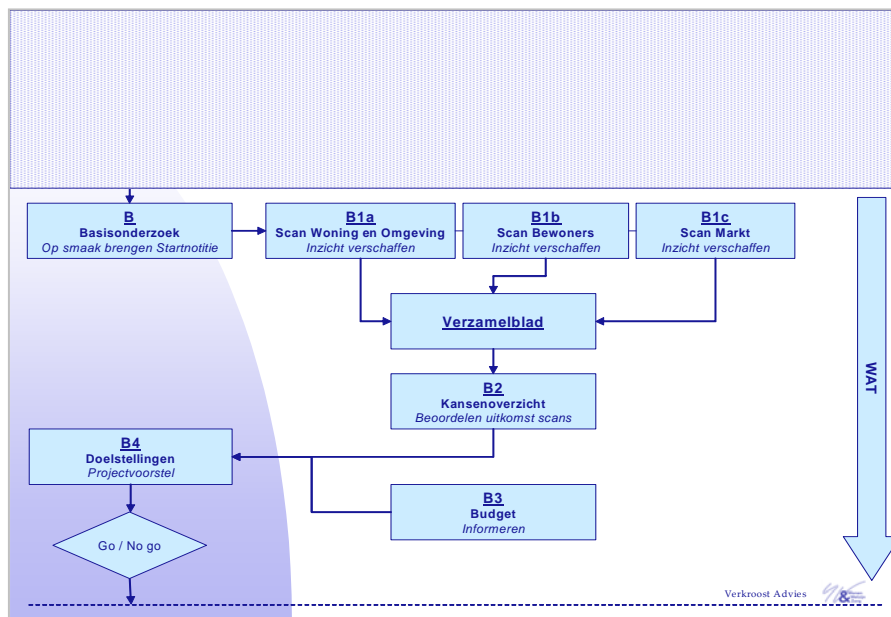 B
Basisonderzoek
Op smaak brengen Startnotitie
B1a
Scan Woning en Omgeving
Inzicht verschaffen
B1b
Scan Bewoners
Inzicht verschaffen
B1c
Scan Markt
Inzicht verschaffen
Verzamelblad
B2
Kansenoverzicht
Beoordelen uitkomst scans
B4
Doelstellingen
Projectvoorstel
B3
Budget
Informeren
Go / No go
WAT
Verkroost Advies
&